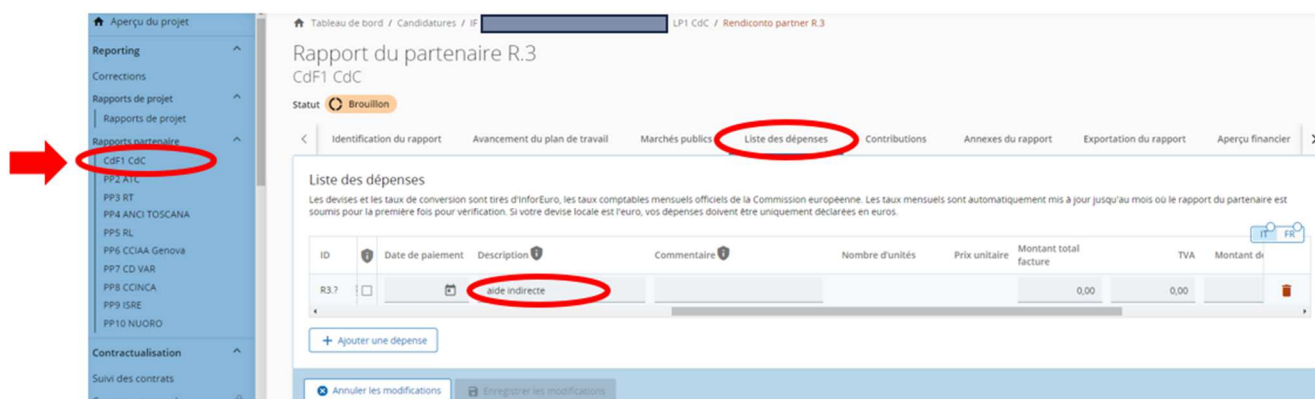 Aperçu du projet
Reporting
Corrections
Rapports de projet
Rapports de projet
Rapports partenaire
CdF1 CdC
PP2 ATC
PP3 RT
PP4 ANCI TOSCANA
PP5 RL
PP6 CCIAA Genova
PP7 CD VAR
PP8 CCINCA
PP9 ISRE
PP10 NUORO
Contractualisation
Suivi des contrats
Tableau de bord / Candidatures / IF LP1 CdC / Rendiconto partner R.3
Rapport du partenaire R.3
CdF1 CdC
Statut Brouillon
Identification du rapport Avancement du plan de travail Marchés publics Liste des dépenses Contributions Annexes du rapport Exportation du rapport Aperçu financier
Liste des dépenses
Les devises et les taux de conversion sont tirés d'InforEuro, les taux comptables mensuels officiels de la Commission européenne. Les taux mensuels sont automatiquement mis à jour jusqu'au mois où le rapport du partenaire est
soumis pour la première fois pour vérification. Si votre devise locale est l'euro, vos dépenses doivent être uniquement déclarées en euros.
IT FR
ID Date de paiement Description Commentaire Nombre d'unités Prix unitaire Montant total facture TVA Montant
R3.? aide indirecte 0,00 0,00
+ Ajouter une dépense
Annuler les modifications Enregistrer les modifications